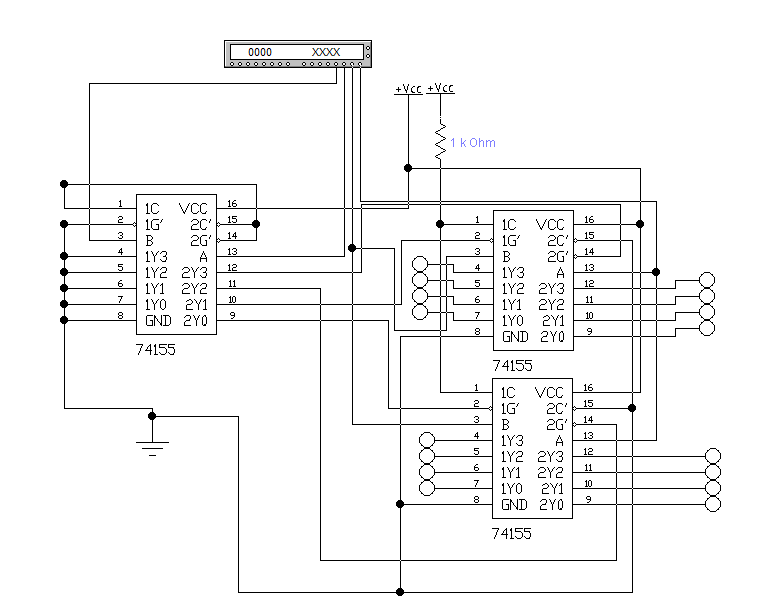 0000 XXXX
+Vcc +Vcc
1 k Ohm
1 1C VCC 16
2 1G' 2C' 15
3 B 2G' 14
4 1Y3 A 13
5 1Y2 2Y3 12
6 1Y1 2Y2 11
7 1Y0 2Y1 10
8 GND 2Y0 9
74155
1 1C VCC 16
2 1G' 2C' 15
3 B 2G' 14
4 1Y3 A 13
5 1Y2 2Y3 12
6 1Y1 2Y2 11
7 1Y0 2Y1 10
8 GND 2Y0 9
74155
1 1C VCC 16
2 1G' 2C' 15
3 B 2G' 14
4 1Y3 A 13
5 1Y2 2Y3 12
6 1Y1 2Y2 11
7 1Y0 2Y1 10
8 GND 2Y0 9
74155